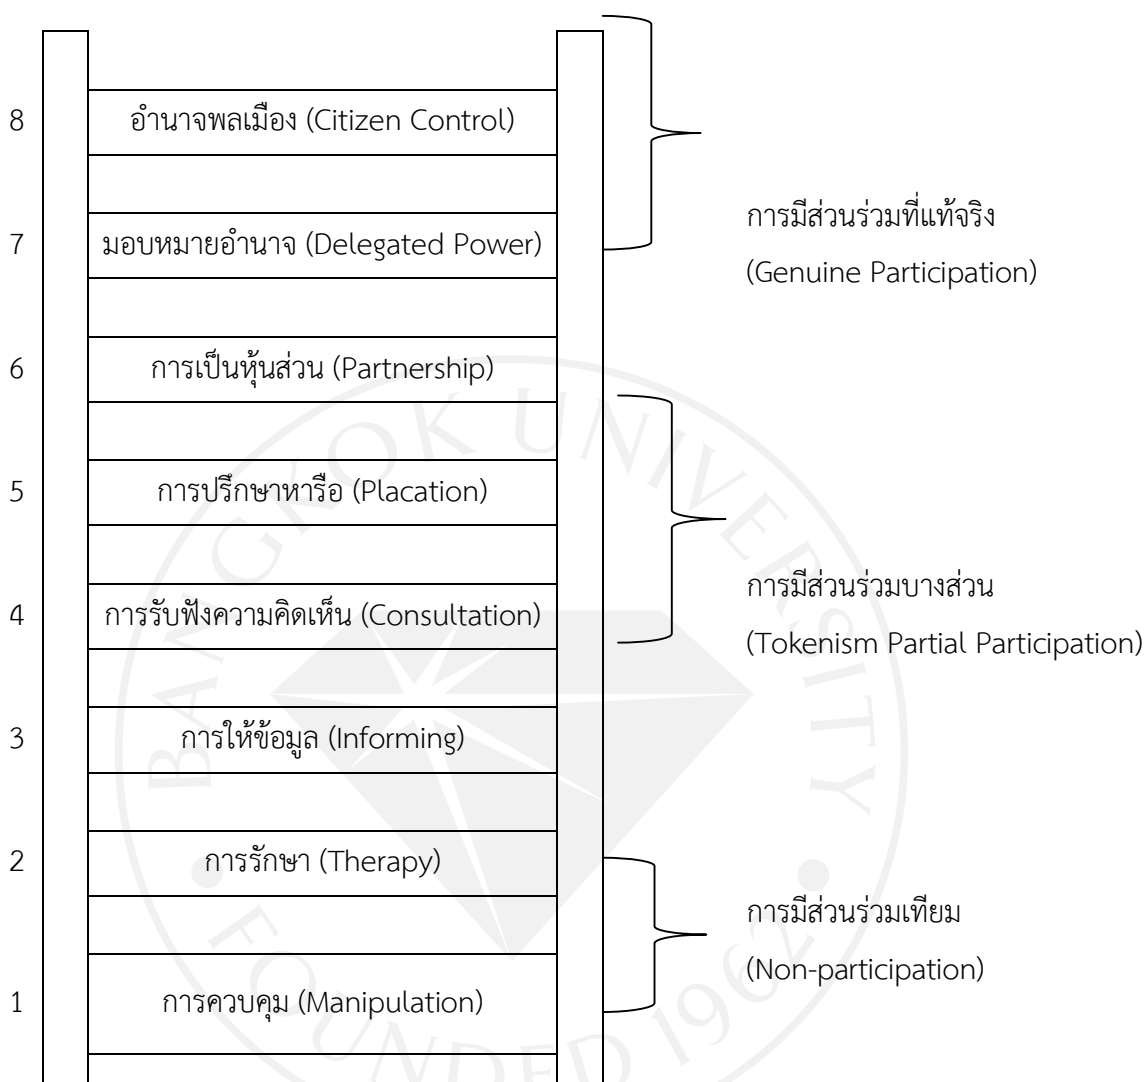 8 อำนาจพลเมือง (Citizen Control)
การมีส่วนร่วมที่แท้จริง
7 มอบหมายอำนาจ (Delegated Power)
(Genuine Participation)
6 การเป็นหุ้นส่วน (Partnership)
5 การปรึกษาหารือ (Placation)
การมีส่วนร่วมบางส่วน
4 การรับฟังความคิดเห็น (Consultation)
(Tokenism Partial Participation)
3 การให้ข้อมูล (Informing)
2 การรักษา (Therapy)
การมีส่วนร่วมเทียม
(Non-participation)
1 การควบคุม (Manipulation)
BANGKOK UNIVERSITY
FOUNDED 1962